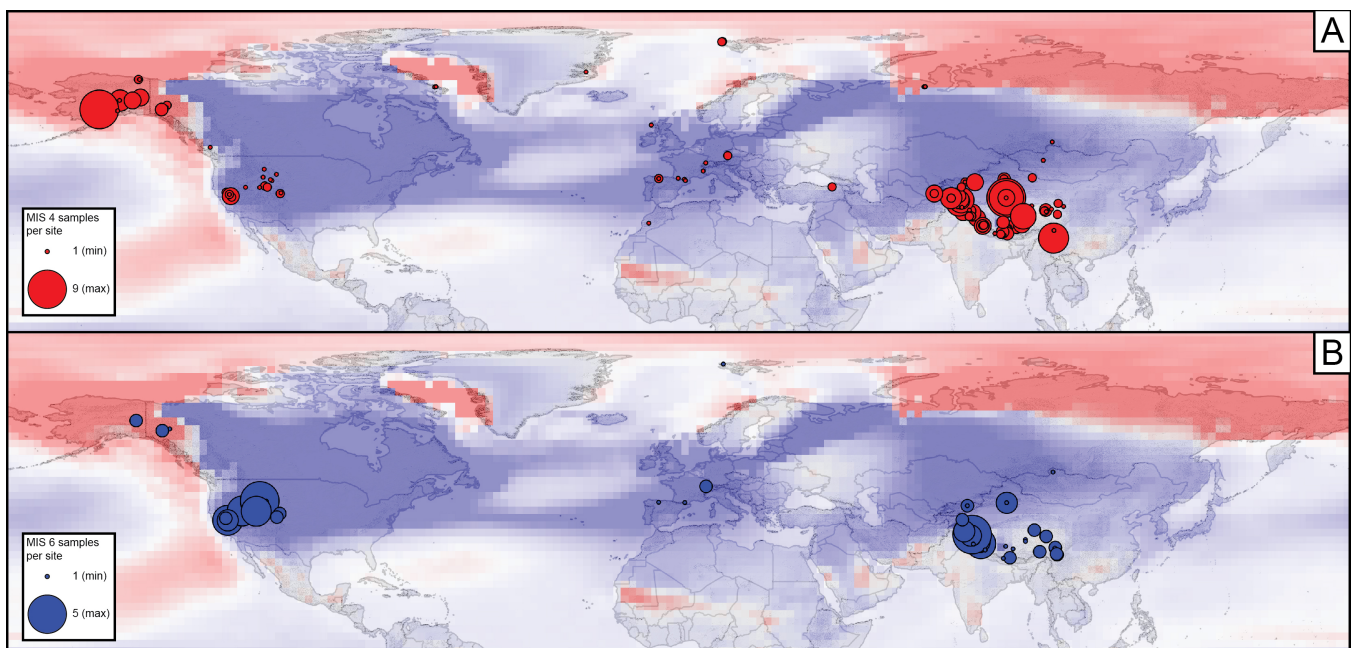 A
MIS 4 samples
per site
1 (min)
9 (max)
B
MIS 6 samples
per site
1 (min)
5 (max)